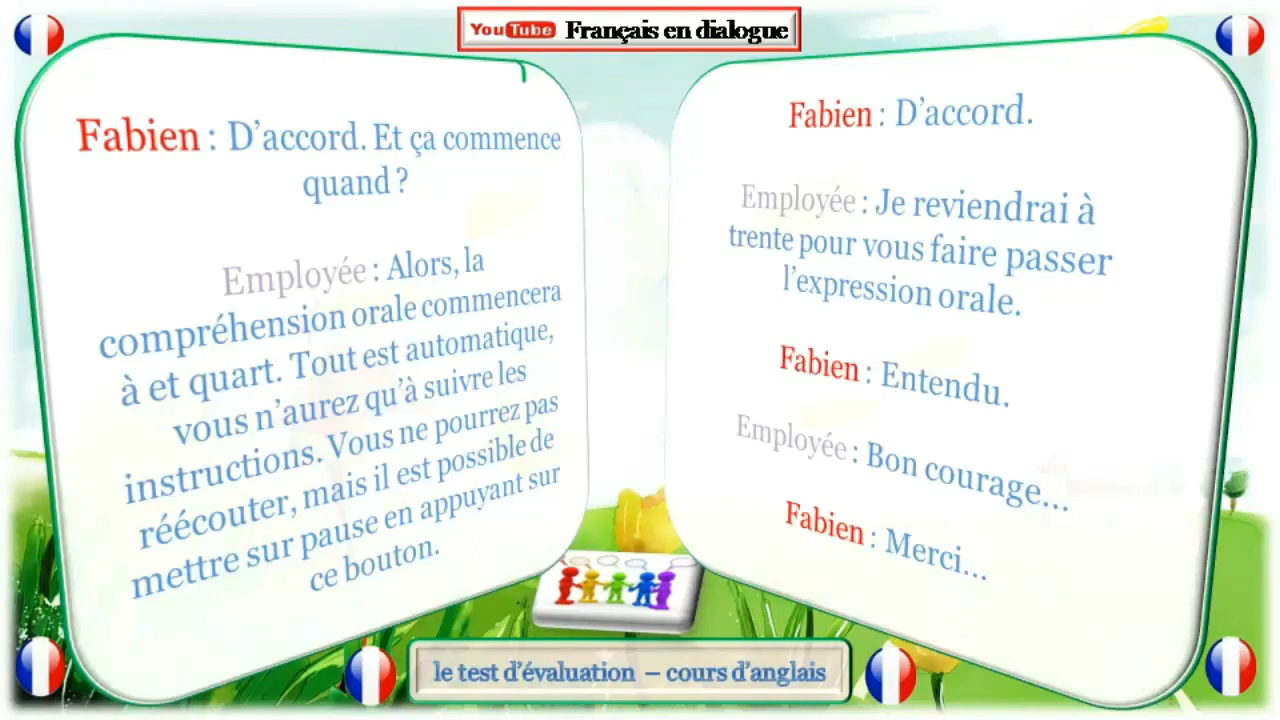 YouTube Français en dialogue
Fabien : D'accord. Et ça commence
quand ?
Employée : Alors, la
compréhension orale commencera
à et quart. Tout est automatique,
vous n'aurez qu'à suivre les
instructions. Vous ne pourrez pas
réécouter, mais il est possible de
mettre sur pause en appuyant sur
ce bouton.
Fabien : D'accord.
Employée : Je reviendrai à
trente pour vous faire passer
l'expression orale.
Fabien : Entendu.
Employée : Bon courage...
Fabien : Merci...
le test d'évaluation – cours d'anglais